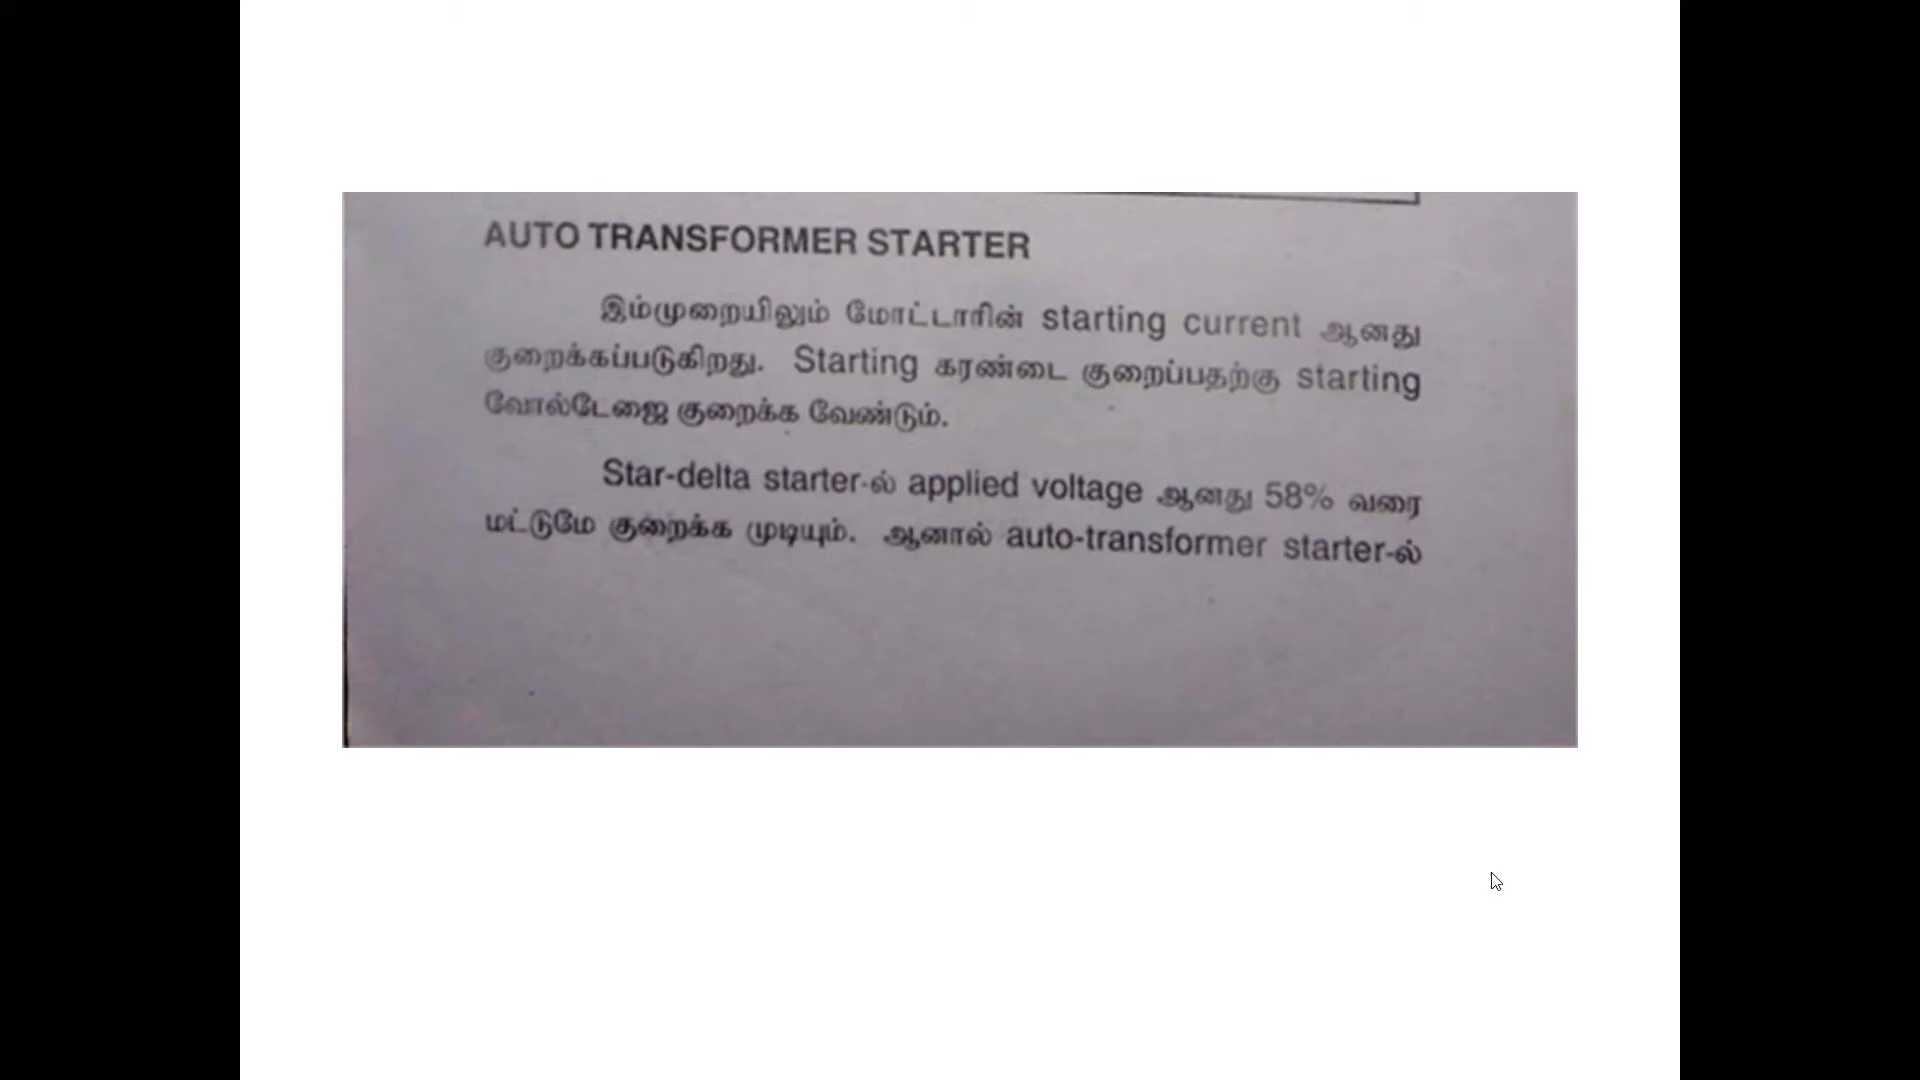 AUTO TRANSFORMER STARTER
இம்முறையிலும் மோட்டாரின் starting current ஆனது
குறைக்கப்படுகிறது. Starting கரண்டை குறைப்பதற்கு starting
வோல்டேஜை குறைக்க வேண்டும்.
Star-delta starter-ல் applied voltage ஆனது 58% வரை
மட்டுமே குறைக்க முடியும். ஆனால் auto-transformer starter-ல்